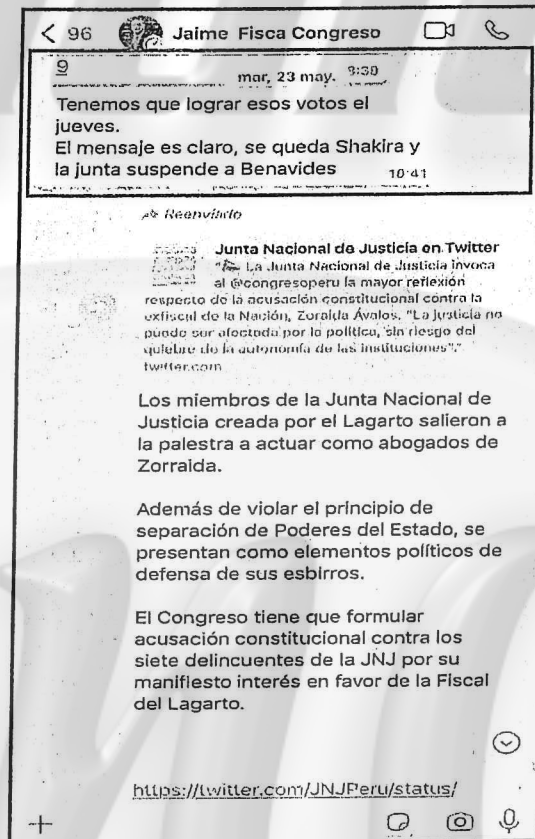 96 Jaime Fisca Congreso
9
mar, 23 may. 9:30
Tenemos que lograr esos votos el
jueves.
El mensaje es claro, se queda Shakira y
la junta suspende a Benavides 10:41
Reenviado
Junta Nacional de Justicia en Twitter
La Junta Nacional de Justicia invoca
al @congresoperu la mayor reflexión
respecto de la acusación constitucional contra la
exfiscal de la Nación, Zoraida Ávalos. "La justicia no
puede ser afectada por la política, sin riesgo del
quiebre de la autonomía de las instituciones"."
twitter.com
Los miembros de la Junta Nacional de
Justicia creada por el Lagarto salieron a
la palestra a actuar como abogados de
Zorraida.
Además de violar el principio de
separación de Poderes del Estado, se
presentan como elementos políticos de
defensa de sus esbirros.
El Congreso tiene que formular
acusación constitucional contra los
siete delincuentes de la JNJ por su
manifiesto interés en favor de la Fiscal
del Lagarto.
https://twitter.com/JNJPeru/status/